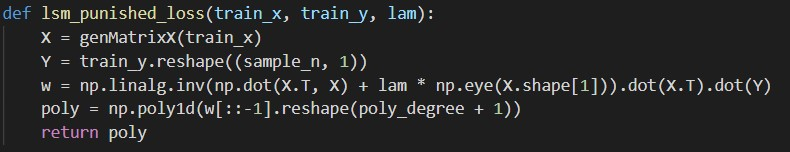 def lsm_punished_loss(train_x, train_y, lam):
    X = genMatrixX(train_x)
    Y = train_y.reshape((sample_n, 1))
    w = np.linalg.inv(np.dot(X.T, X) + lam * np.eye(X.shape[1])).dot(X.T).dot(Y)
    poly = np.poly1d(w[::-1].reshape(poly_degree + 1))
    return poly